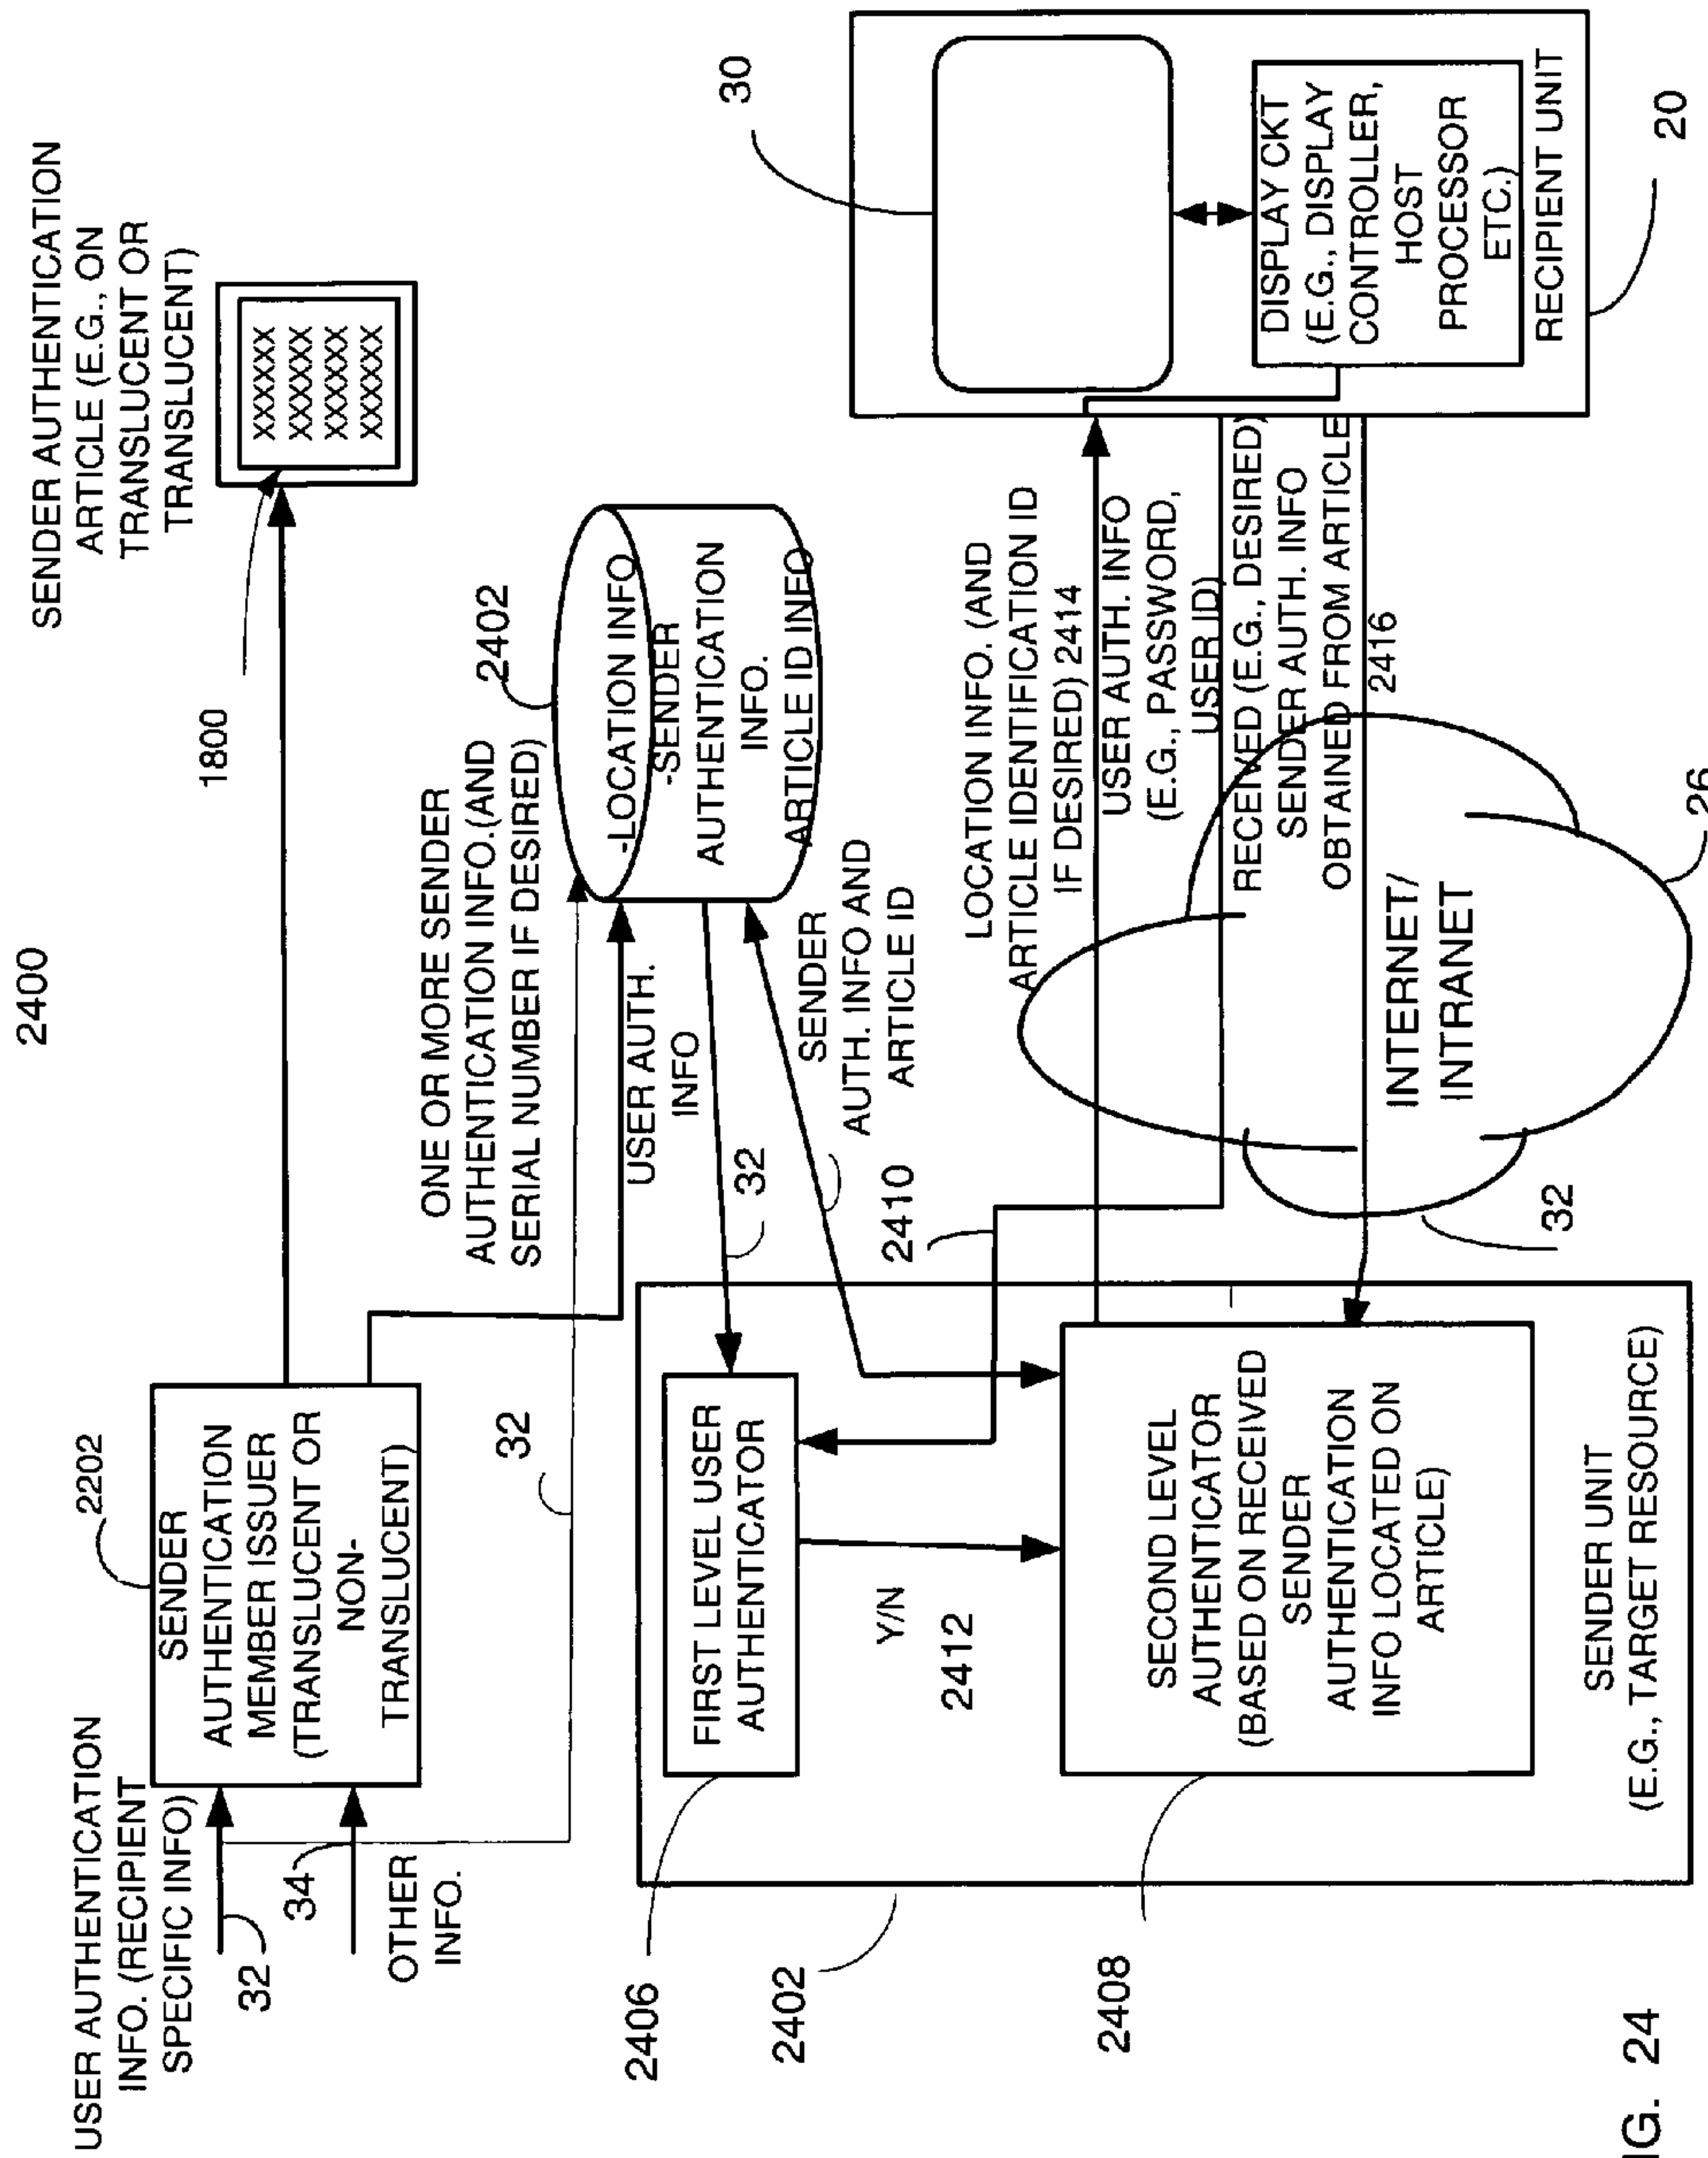 2400
SENDER AUTHENTICATION
ARTICLE (E.G., ON
TRANSLUCENT OR
TRANSLUCENT)
1800
XXXXXX
XXXXXX
XXXXXX
XXXXXX
USER AUTHENTICATION
INFO. (RECIPIENT
SPECIFIC INFO)
32
34
OTHER
INFO.
2202
SENDER
AUTHENTICATION
MEMBER ISSUER
(TRANSLUCENT OR
NON-
TRANSLUCENT)
32
ONE OR MORE SENDER
AUTHENTICATION INFO.(AND
SERIAL NUMBER IF DESIRED)
USER AUTH.
INFO
2402
-LOCATION INFO
-SENDER
AUTHENTICATION
INFO.
ARTICLE ID INFO
32
SENDER
AUTH. INFO AND
ARTICLE ID
2410
2406
FIRST LEVEL USER
AUTHENTICATOR
2402
Y/N
2412
2408
SECOND LEVEL
AUTHENTICATOR
(BASED ON RECEIVED
SENDER
AUTHENTICATION
INFO LOCATED ON
ARTICLE)
SENDER UNIT
(E.G., TARGET RESOURCE)
LOCATION INFO. (AND
ARTICLE IDENTIFICATION ID
IF DESIRED) 2414
USER AUTH. INFO
(E.G., PASSWORD,
USER ID)
RECEIVED (E.G., DESIRED)
SENDER AUTH. INFO
OBTAINED FROM ARTICLE
2416
INTERNET/
INTRANET
32
26
30
DISPLAY CKT
(E.G., DISPLAY
CONTROLLER,
HOST
PROCESSOR
ETC.)
RECIPIENT UNIT
20
IG. 24